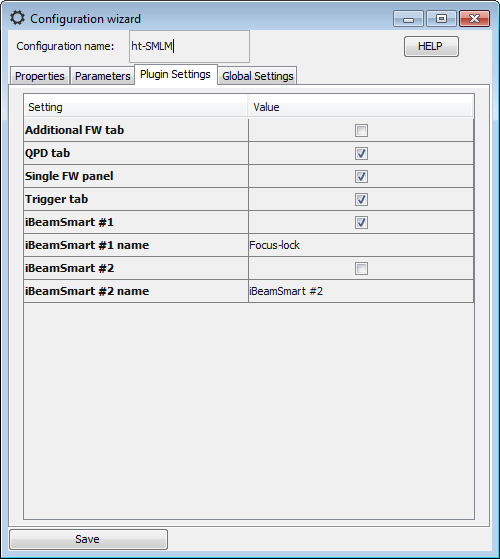 Configuration wizard
Configuration name: ht-SMLM HELP
Properties Parameters Plugin Settings Global Settings
Setting Value
Additional FW tab
QPD tab
Single FW panel
Trigger tab
iBeamSmart #1
iBeamSmart #1 name Focus-lock
iBeamSmart #2
iBeamSmart #2 name iBeamSmart #2
Save